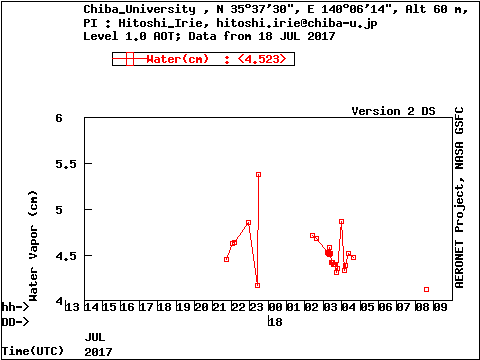 Chiba_University , N 35°37'30", E 140°06'14", Alt 60 m,
PI : Hitoshi_Irie, hitoshi.irie@chiba-u.jp
Level 1.0 AOT; Data from 18 JUL 2017
Water(cm) : <4.523>
Version 2 DS
6
5.5
5
4.5
4
Water Vapor (cm)
AERONET Project, NASA GSFC
hh-> 13 14 15 16 17 18 19 20 21 22 23 00 01 02 03 04 05 06 07 08 09
DD-> 18
JUL
Time(UTC) 2017